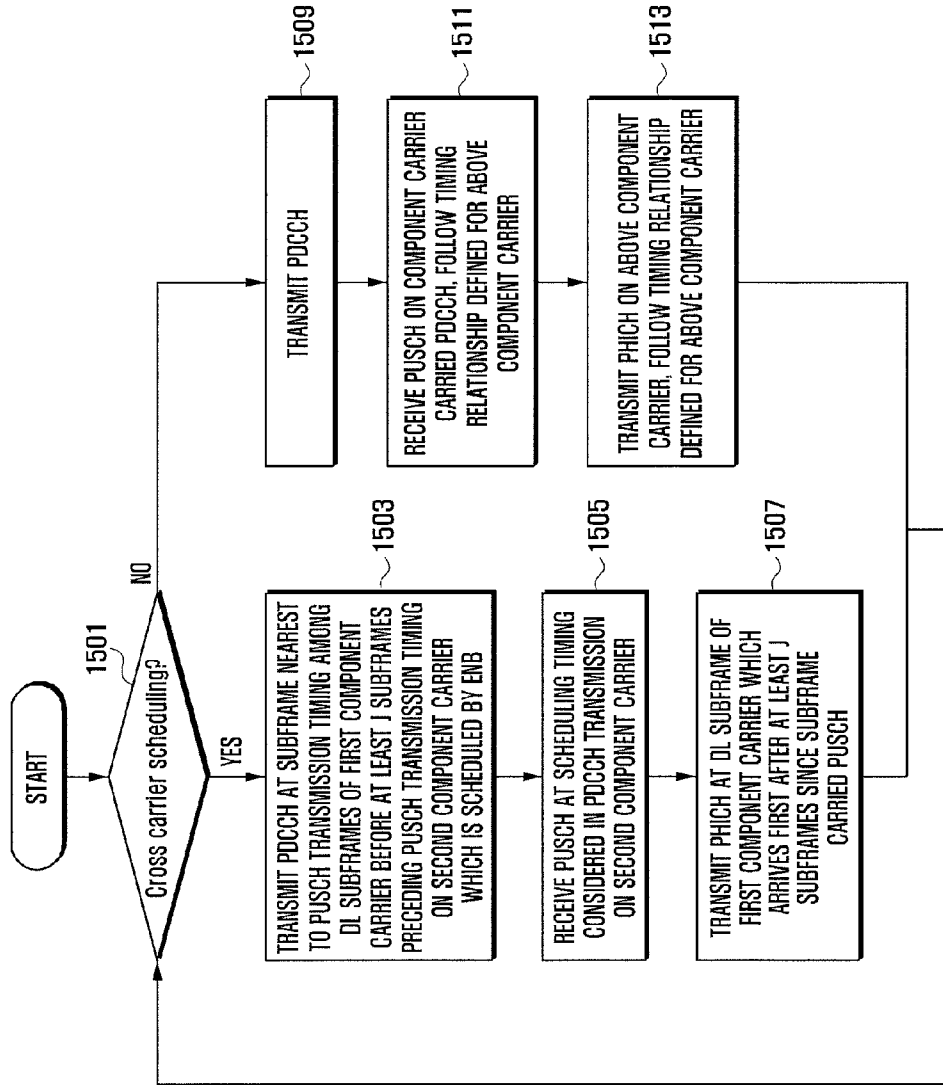 START
1501
Cross carrier scheduling?
NO
YES
1503
TRANSMIT PDCCH AT SUBFRAME NEAREST
TO PUSCH TRANSMISSION TIMING AMONG
DL SUBFRAMES OF FIRST COMPONENT
CARRIER BEFORE AT LEAST J SUBFRAMES
PRECEDING PUSCH TRANSMISSION TIMING
ON SECOND COMPONENT CARRIER
WHICH IS SCHEDULED BY ENB
1505
RECEIVE PUSCH AT SCHEDULING TIMING
CONSIDERED IN PDCCH TRANSMISSION
ON SECOND COMPONENT CARRIER
1507
TRANSMIT PHICH AT DL SUBFRAME OF
FIRST COMPONENT CARRIER WHICH
ARRIVES FIRST AFTER AT LEAST J
SUBFRAMES SINCE SUBFRAME
CARRIED PUSCH
1509
TRANSMIT PDCCH
1511
RECEIVE PUSCH ON COMPONENT CARRIER
CARRIED PDCCH, FOLLOW TIMING
RELATIONSHIP DEFINED FOR ABOVE
COMPONENT CARRIER
1513
TRANSMIT PHICH ON ABOVE COMPONENT
CARRIER, FOLLOW TIMING RELATIONSHIP
DEFINED FOR ABOVE COMPONENT CARRIER